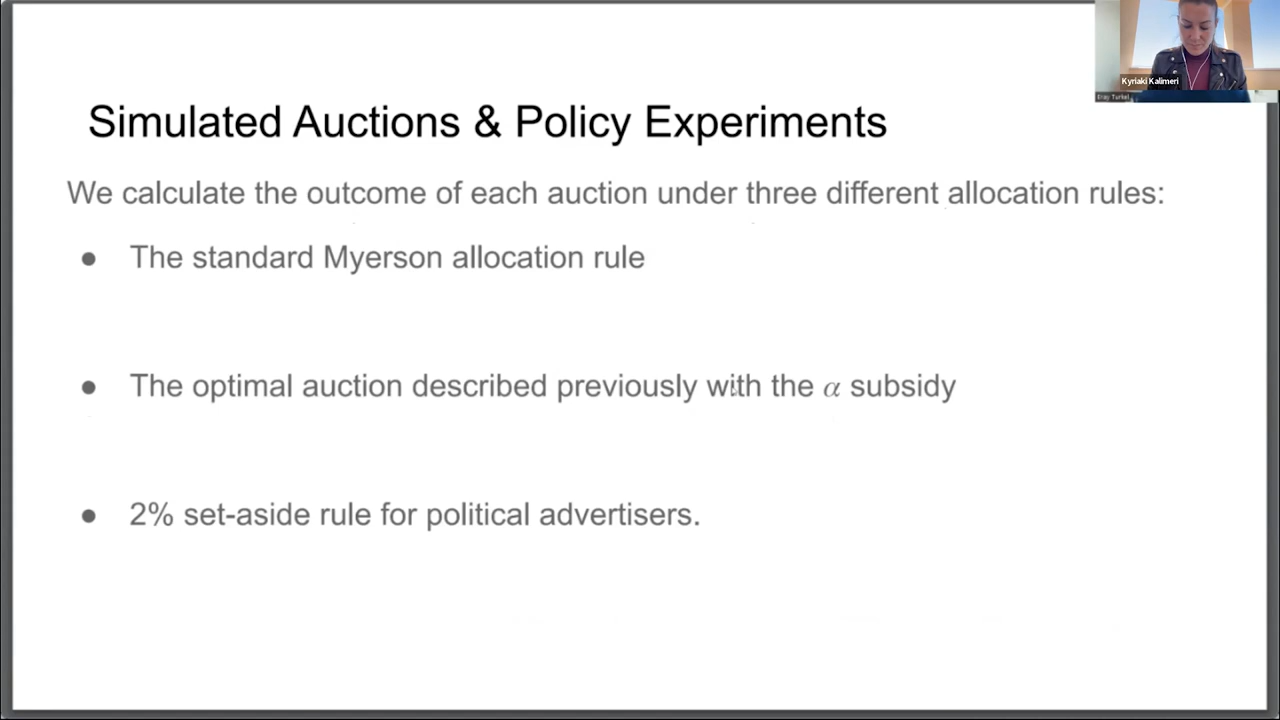 Kyriaki Kalimeri
Eray Turkel
Simulated Auctions & Policy Experiments
We calculate the outcome of each auction under three different allocation rules:
● The standard Myerson allocation rule
● The optimal auction described previously with the α subsidy
● 2% set-aside rule for political advertisers.